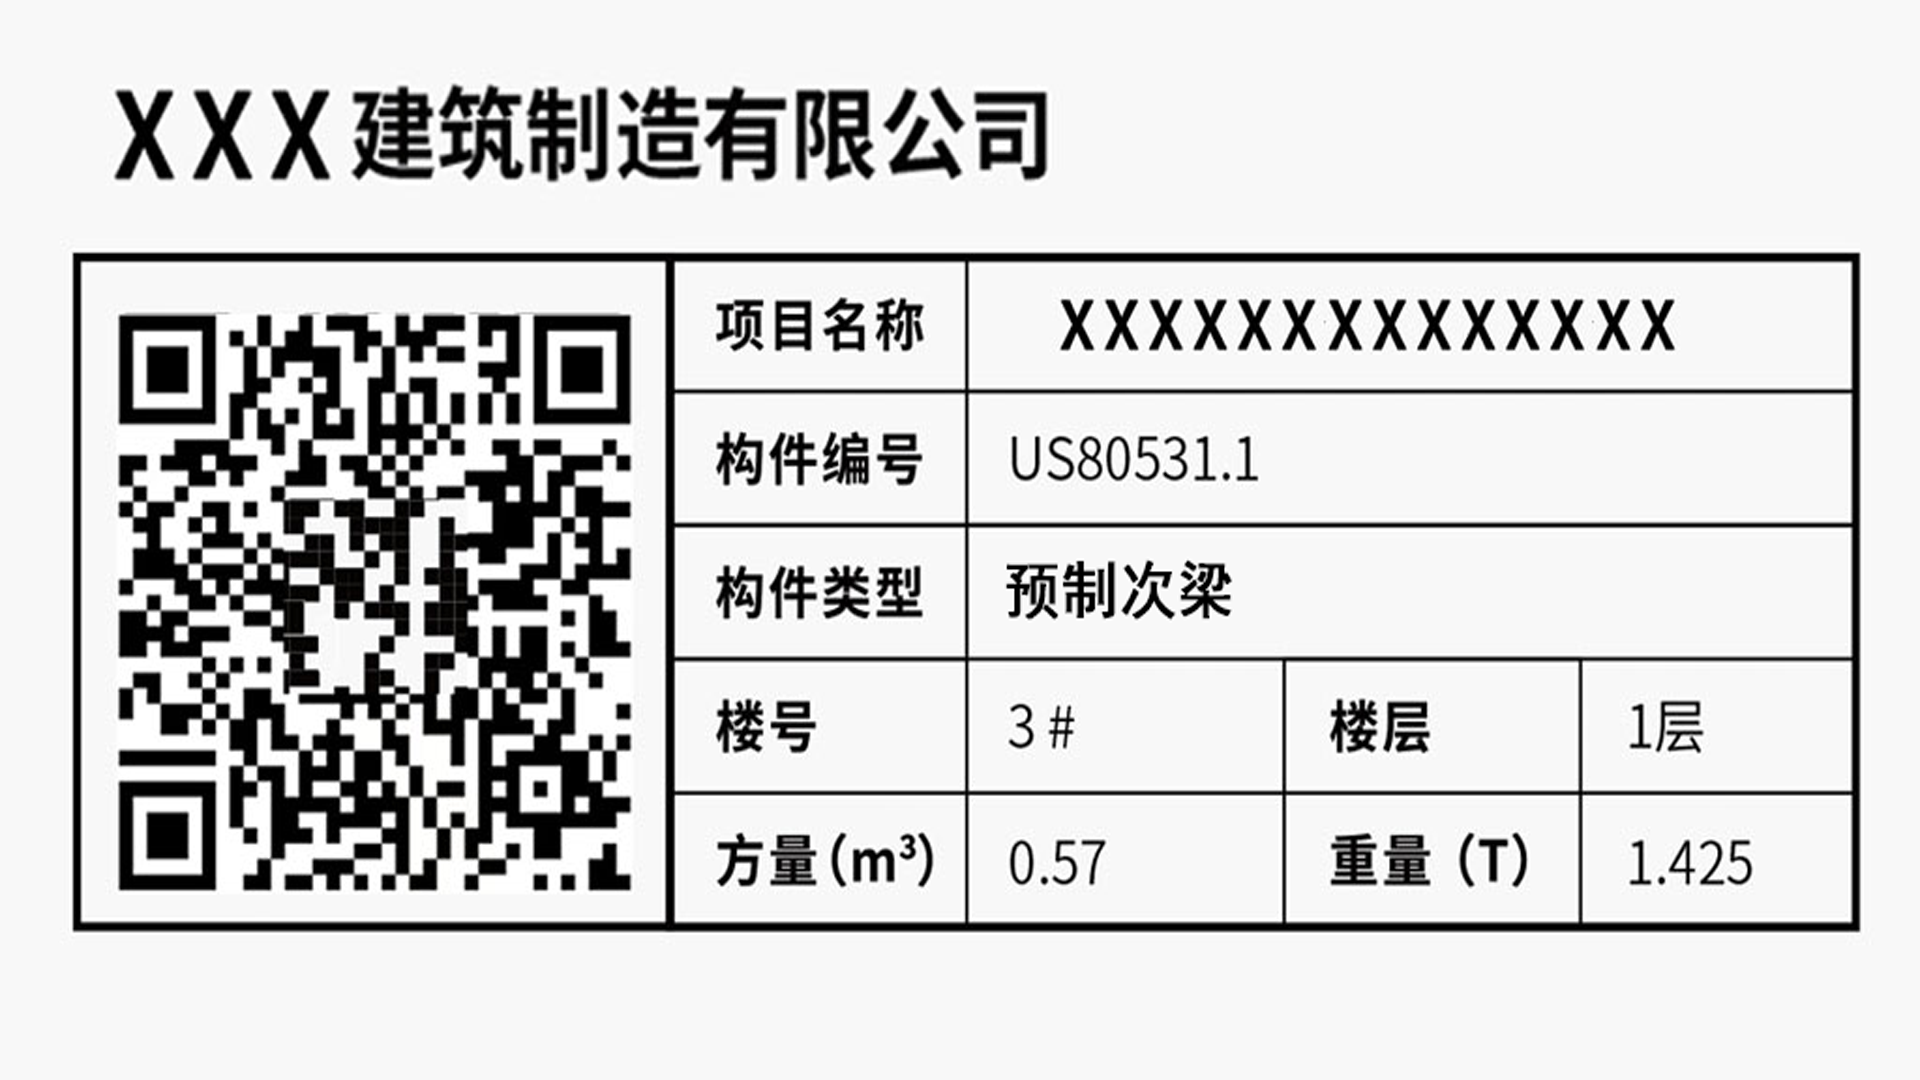 XXX建筑制造有限公司
项目名称 XXXXXXXXXXXXXX
构件编号 US80531.1
构件类型 预制次梁
楼号 3# 楼层 1层
方量(m³) 0.57 重量(T) 1.425